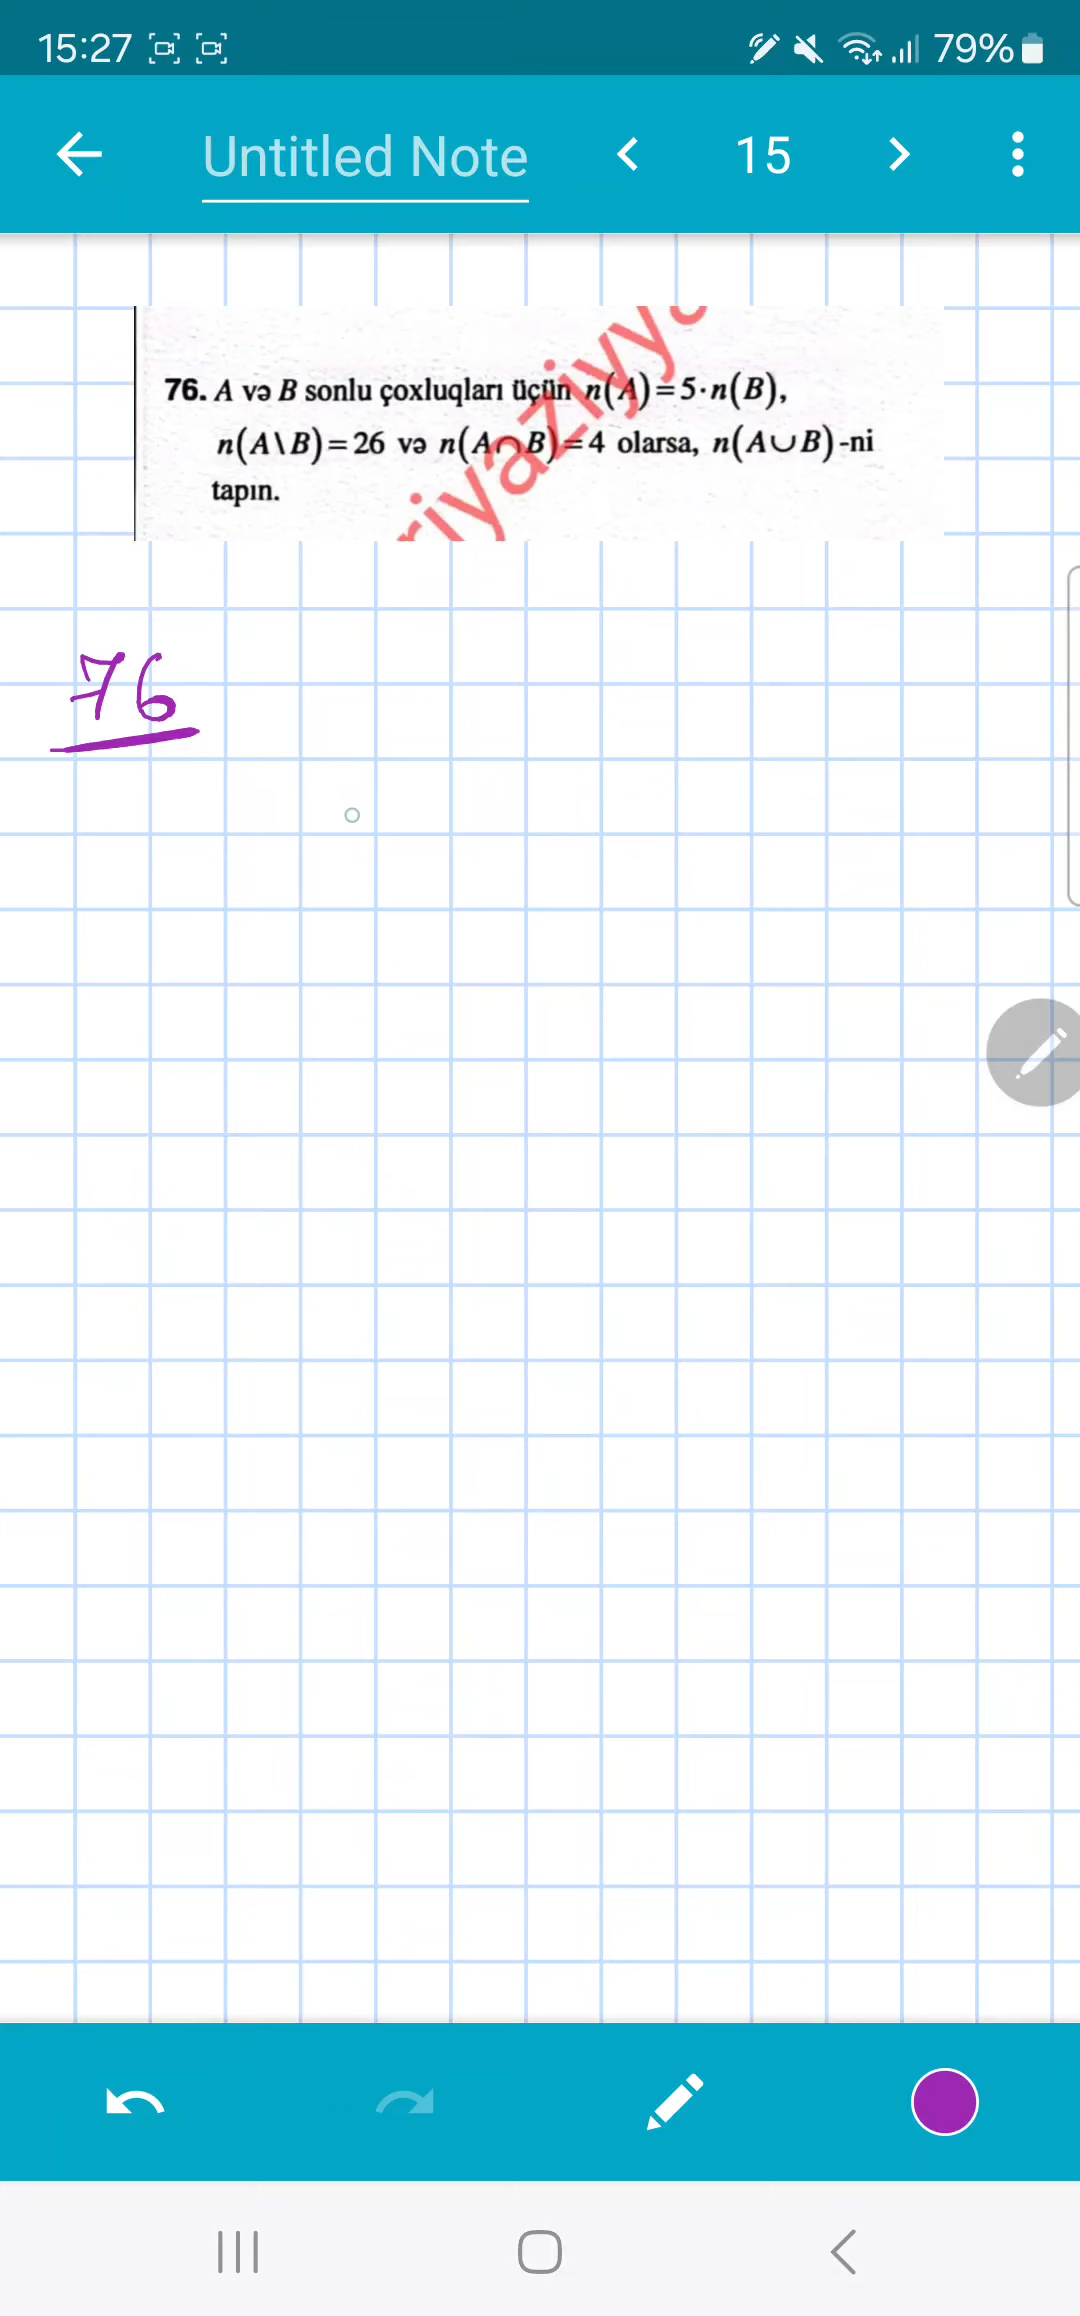 15:27 79%
Untitled Note 15
76. A və B sonlu çoxluqları üçün n(A)=5·n(B),
n(A\B)=26 və n(A∩B)=4 olarsa, n(A∪B)-ni
tapın.
riyaziyya
76